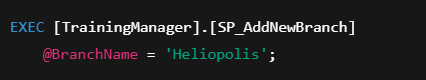 EXEC [TrainingManager].[SP_AddNewBranch]
@BranchName = 'Heliopolis';